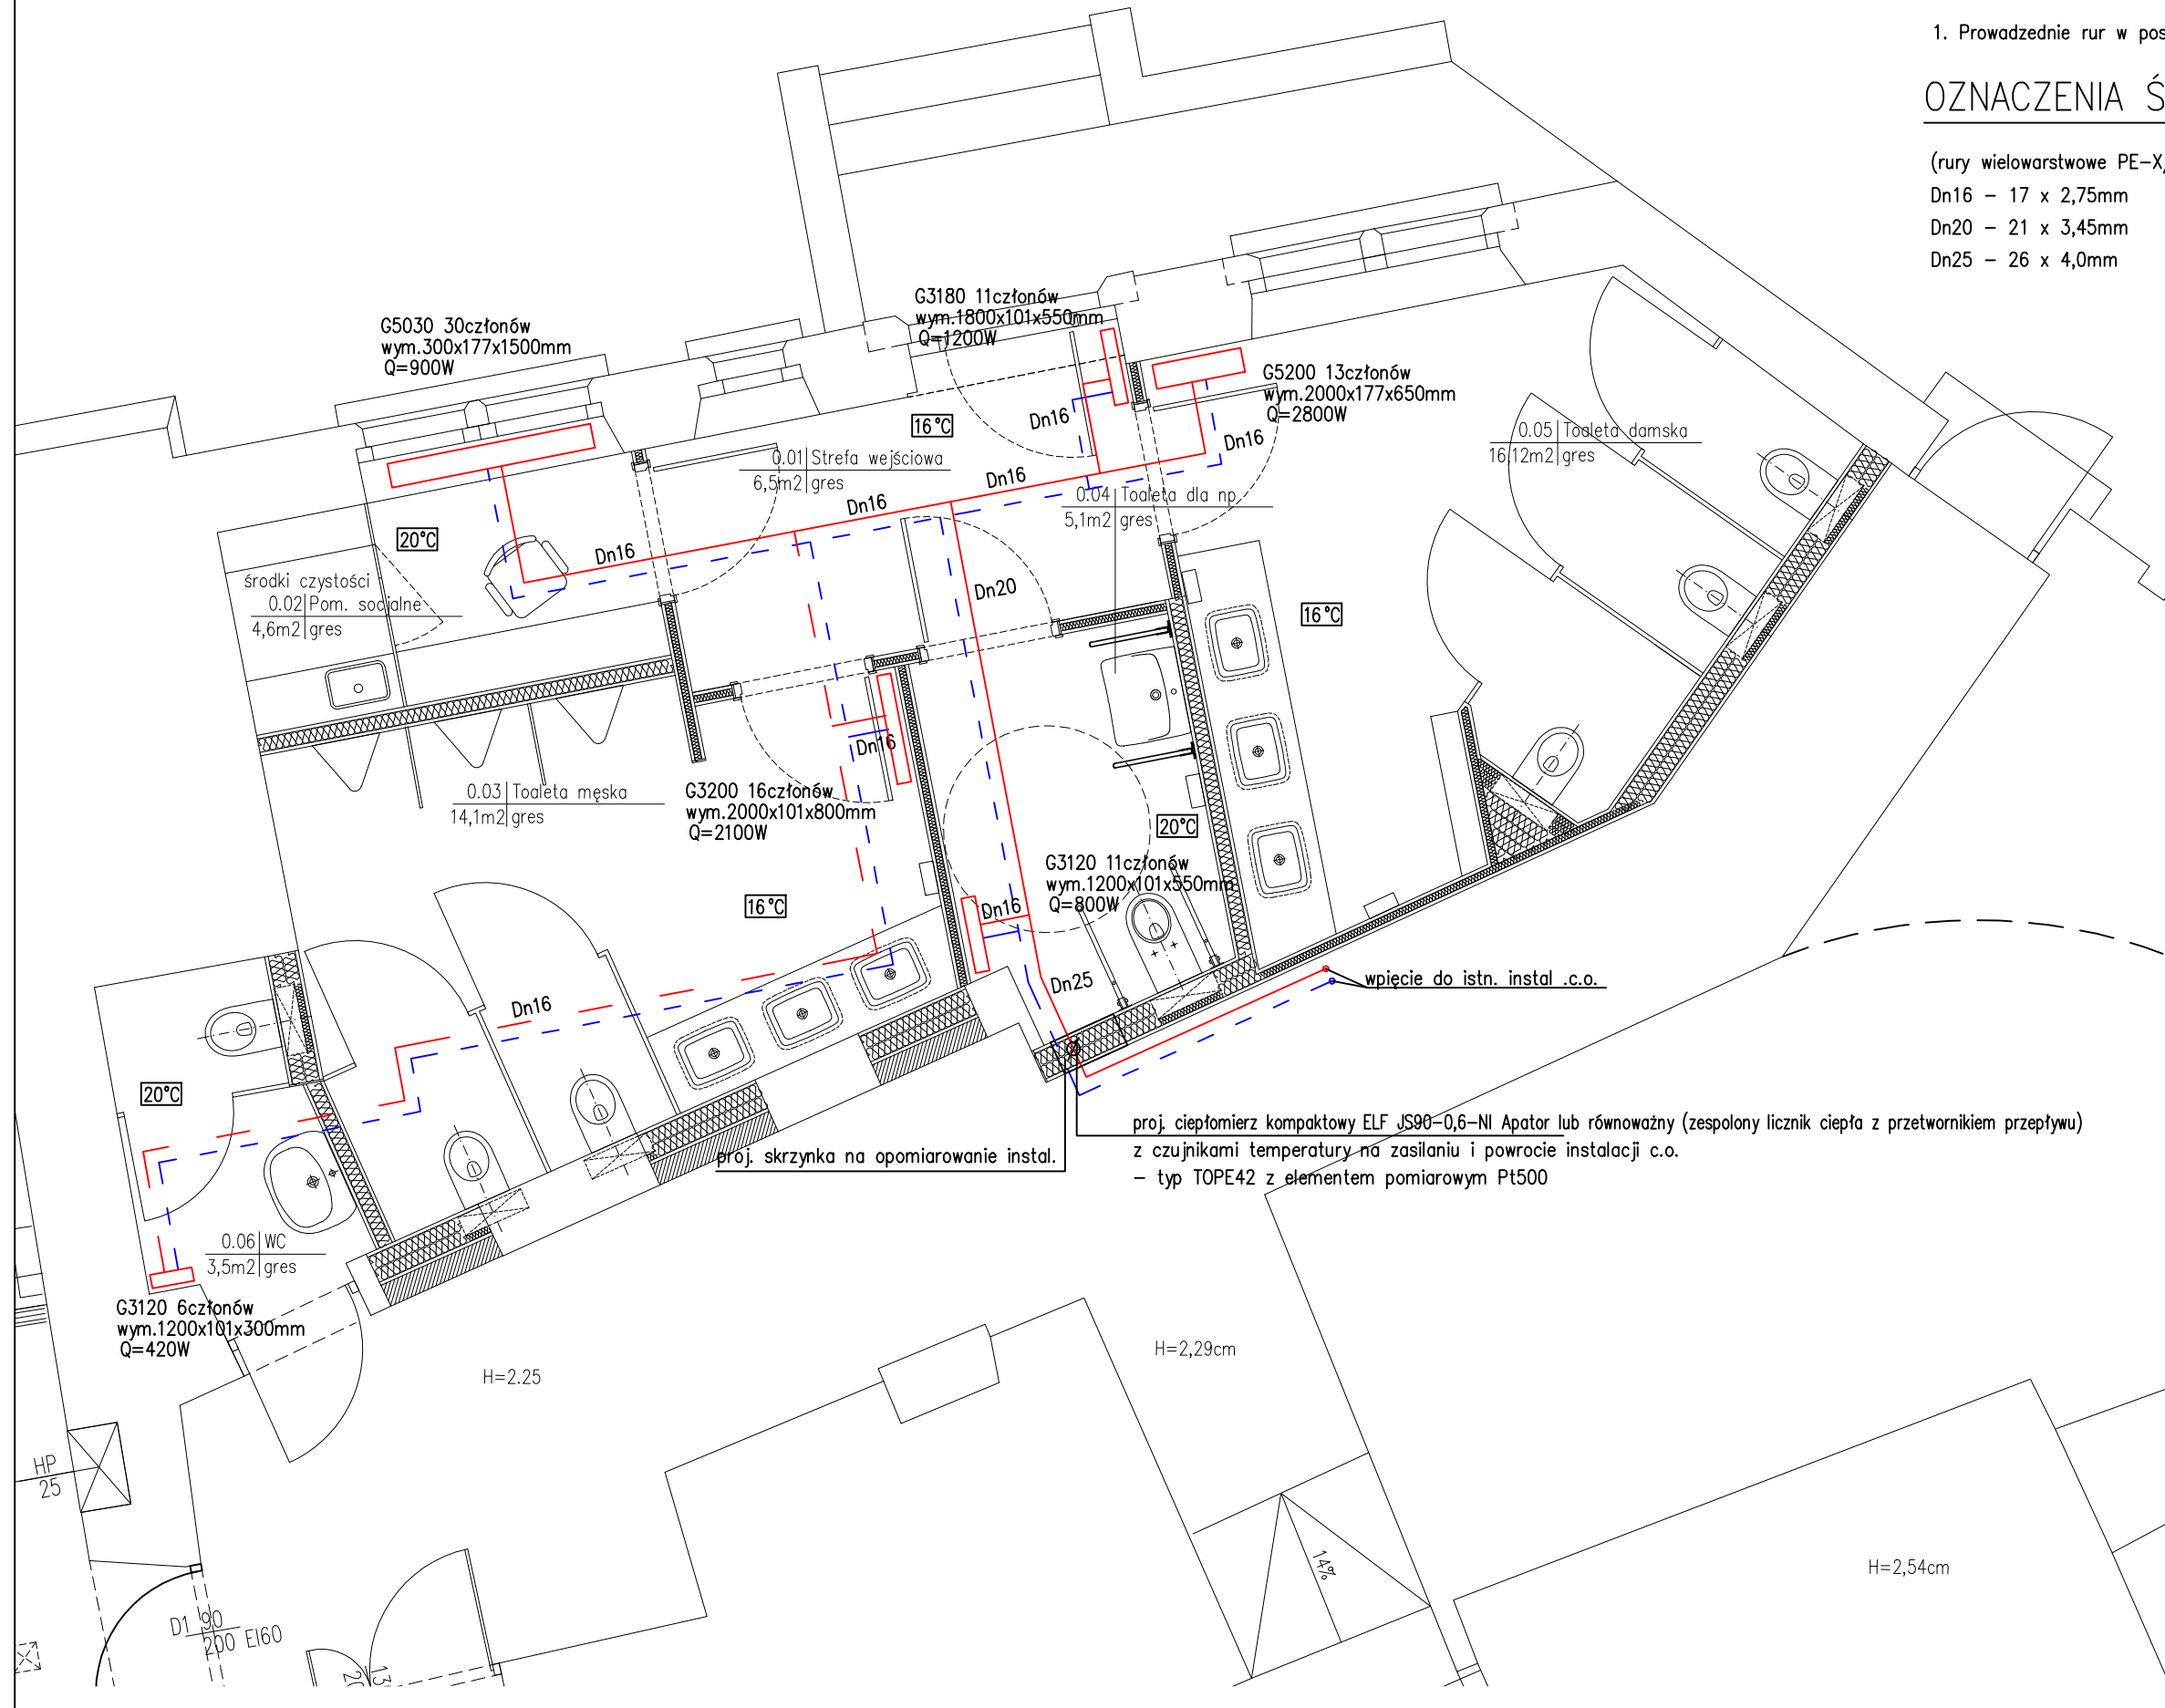 1. Prowadzednie rur w pos
OZNACZENIA Ś
(rury wielowarstwowe PE-X,
Dn16 - 17 x 2,75mm
Dn20 - 21 x 3,45mm
Dn25 - 26 x 4,0mm
G3180 11członów
wym.1800x101x550mm
Q=1200W
G5030 30członów
wym.300x177x1500mm
Q=900W
G5200 13członów
wym.2000x177x650mm
Q=2800W
16°C
Dn16
Dn16
0.05 Toaleta damska
16,12m2 gres
0.01 Strefa wejściowa
6,5m2 gres
Dn16
Dn16
0.04 Toaleta dla np.
5,1m2 gres
20°C
Dn16
środki czystości
0.02 Pom. socjalne
4,6m2 gres
Dn20
16°C
Dn16
0.03 Toaleta męska
14,1m2 gres
G3200 16członów
wym.2000x101x800mm
Q=2100W
20°C
G3120 11członów
wym.1200x101x550mm
Q=800W
16°C
Dn16
Dn25
wpięcie do istn. instal .c.o.
Dn16
20°C
proj. ciepłomierz kompaktowy ELF JS90-0,6-NI Apator lub równoważny (zespolony licznik ciepła z przetwornikiem przepływu)
z czujnikami temperatury na zasilaniu i powrocie instalacji c.o.
- typ TOPE42 z elementem pomiarowym Pt500
proj. skrzynka na opomiarowanie instal.
0.06 WC
3,5m2 gres
G3120 6członów
wym.1200x101x300mm
Q=420W
H=2.25
H=2,29cm
HP
25
14%
H=2,54cm
D1 90
200 EI60